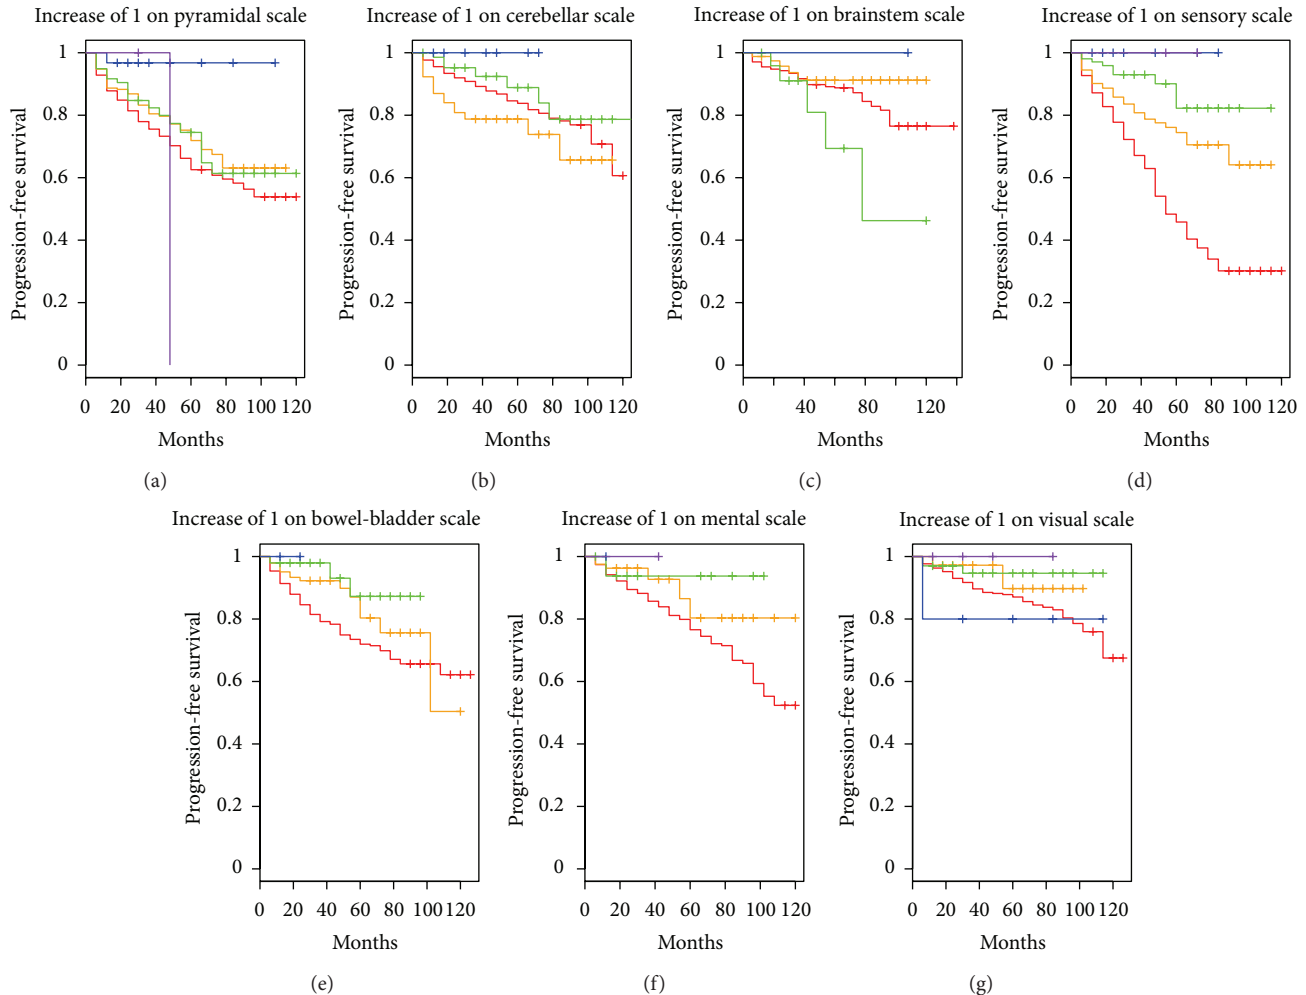 Increase of 1 on pyramidal scale
Increase of 1 on cerebellar scale
Increase of 1 on brainstem scale
Increase of 1 on sensory scale
Progression-free survival
1
0.8
0.6
0.4
0.2
0
0 20 40 60 80 100 120
Months
(a)
Progression-free survival
1
0.8
0.6
0.4
0.2
0
0 20 40 60 80 100 120
Months
(b)
Progression-free survival
1
0.8
0.6
0.4
0.2
0
0 40 80 120
Months
(c)
Progression-free survival
1
0.8
0.6
0.4
0.2
0
0 20 40 60 80 100 120
Months
(d)
Increase of 1 on bowel-bladder scale
Increase of 1 on mental scale
Increase of 1 on visual scale
Progression-free survival
1
0.8
0.6
0.4
0.2
0
0 20 40 60 80 100 120
Months
(e)
Progression-free survival
1
0.8
0.6
0.4
0.2
0
0 20 40 60 80 100 120
Months
(f)
Progression-free survival
1
0.8
0.6
0.4
0.2
0
0 20 40 60 80 100 120
Months
(g)